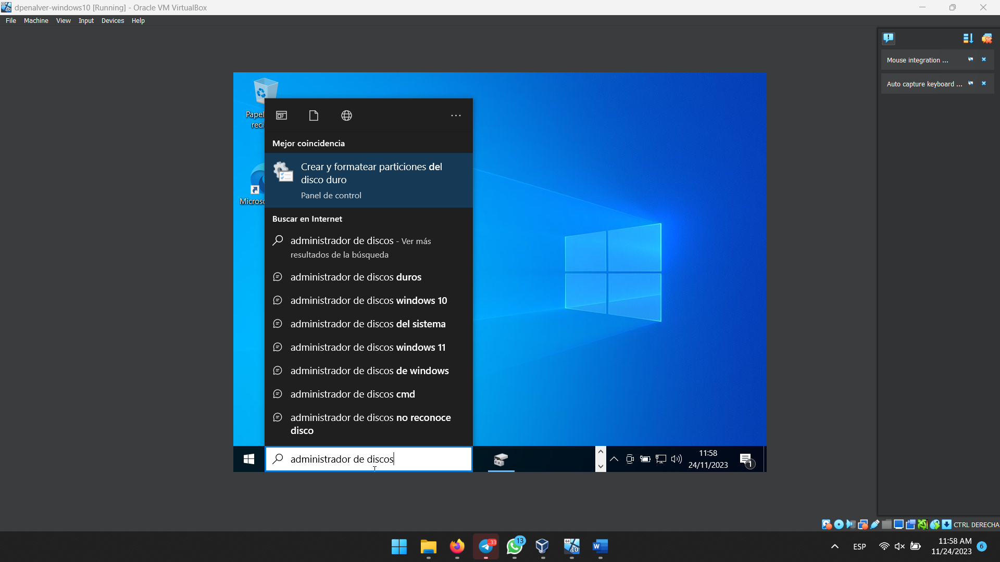 dpenalver-windows10 [Running] - Oracle VM VirtualBox
File Machine View Input Devices Help
Mouse integration ...
Auto capture keyboard ...
Papel
reci
Micros
Mejor coincidencia
Crear y formatear particiones del
disco duro
Panel de control
Buscar en Internet
administrador de discos - Ver más
resultados de la búsqueda
administrador de discos duros
administrador de discos windows 10
administrador de discos del sistema
administrador de discos windows 11
administrador de discos de windows
administrador de discos cmd
administrador de discos no reconoce
disco
administrador de discos
11:58
24/11/2023
1
CTRL DERECHA
..33
13
64
10
W
ESP
11:58 AM
11/24/2023
6